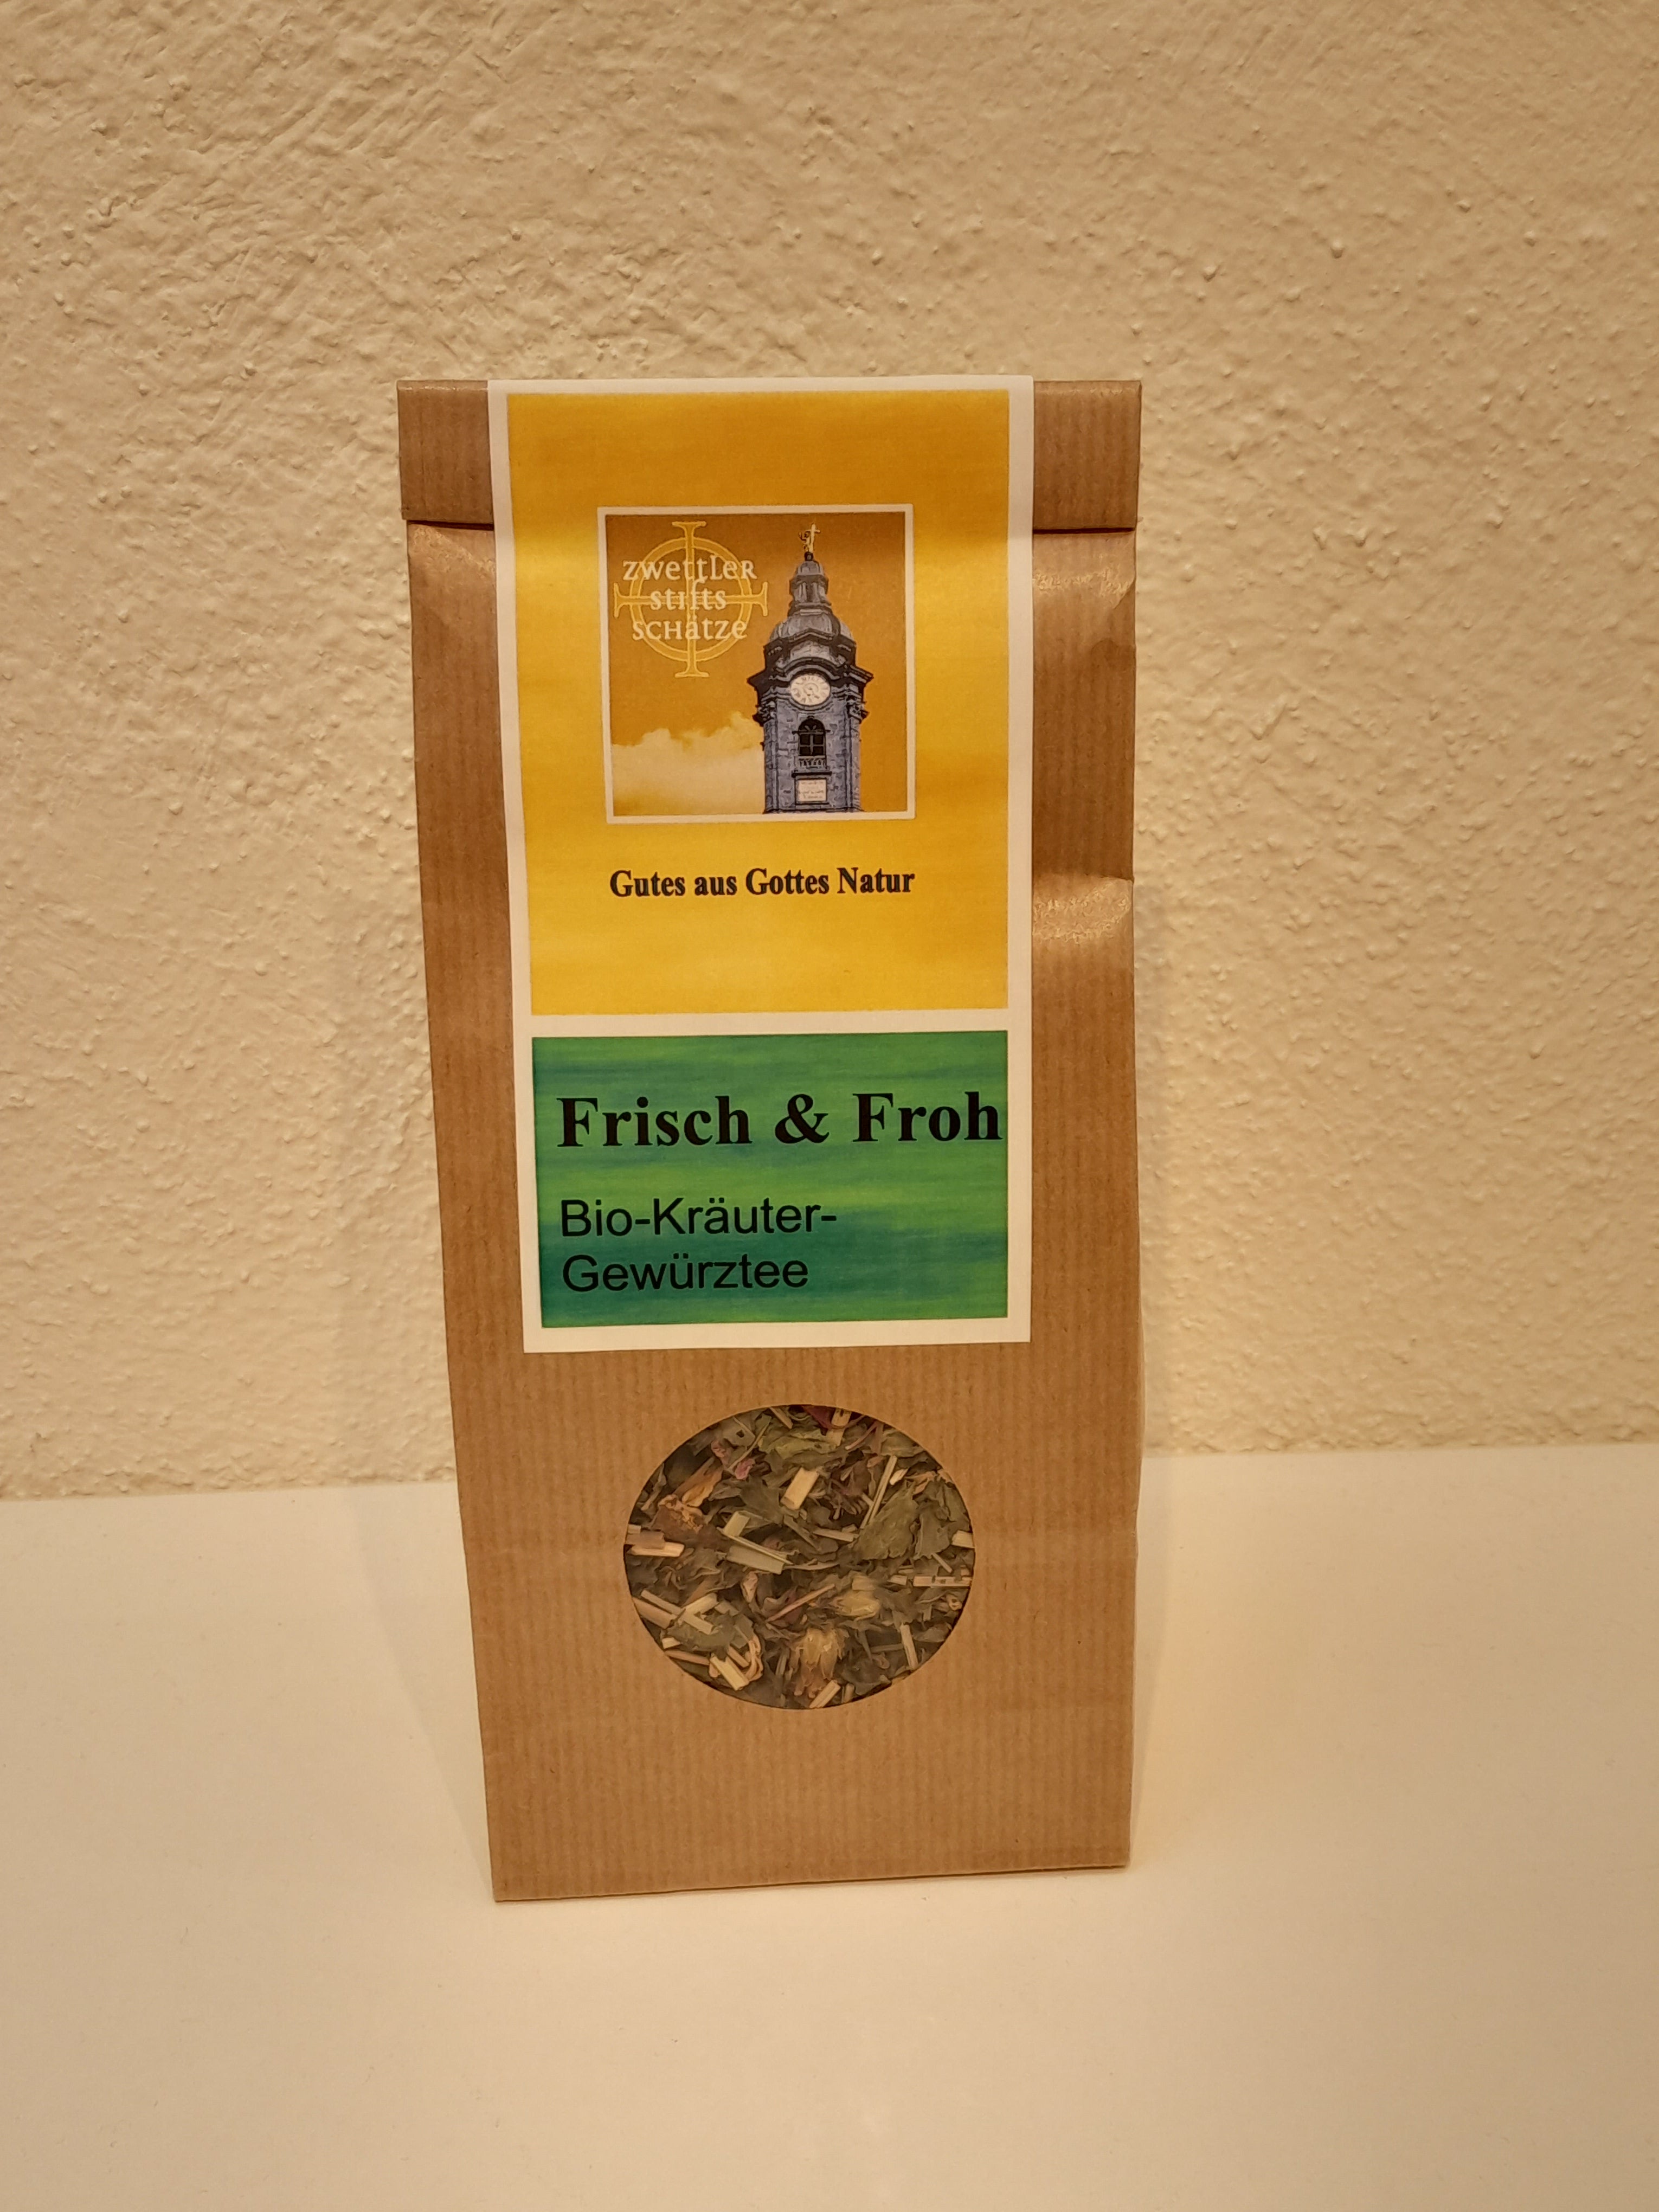 zwettler
stifts
schätze
Gutes aus Gottes Natur
Frisch & Froh
Bio-Kräuter-
Gewürztee